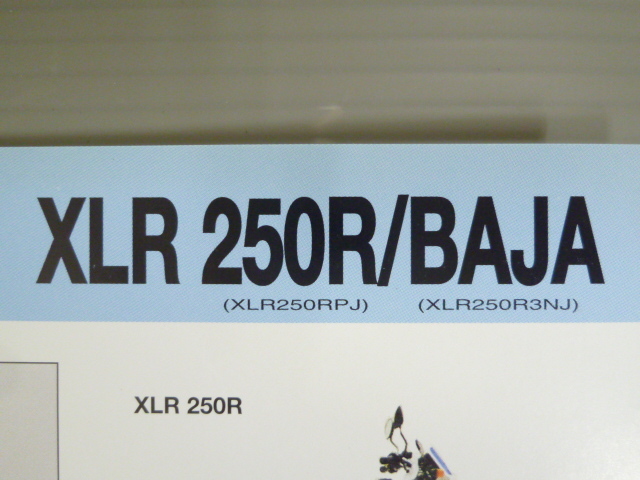 XLR 250R/BAJA
(XLR250RPJ) (XLR250R3NJ)
XLR 250R